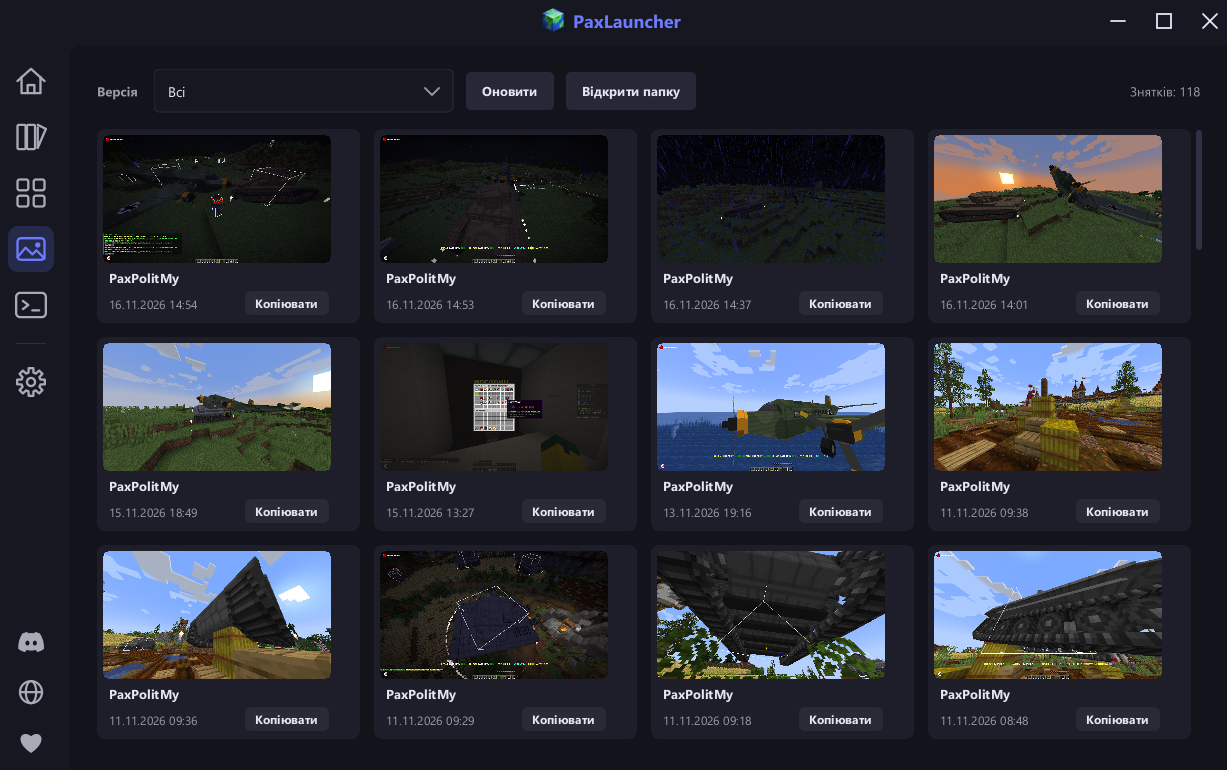 PaxLauncher
Версія
Всі
Оновити
Відкрити папку
Знятків: 118
PaxPolitMy
16.11.2026 14:54
Копіювати
PaxPolitMy
16.11.2026 14:53
Копіювати
PaxPolitMy
16.11.2026 14:37
Копіювати
PaxPolitMy
16.11.2026 14:01
Копіювати
PaxPolitMy
15.11.2026 18:49
Копіювати
PaxPolitMy
15.11.2026 13:27
Копіювати
PaxPolitMy
13.11.2026 19:16
Копіювати
PaxPolitMy
11.11.2026 09:38
Копіювати
PaxPolitMy
11.11.2026 09:36
Копіювати
PaxPolitMy
11.11.2026 09:29
Копіювати
PaxPolitMy
11.11.2026 09:18
Копіювати
PaxPolitMy
11.11.2026 08:48
Копіювати